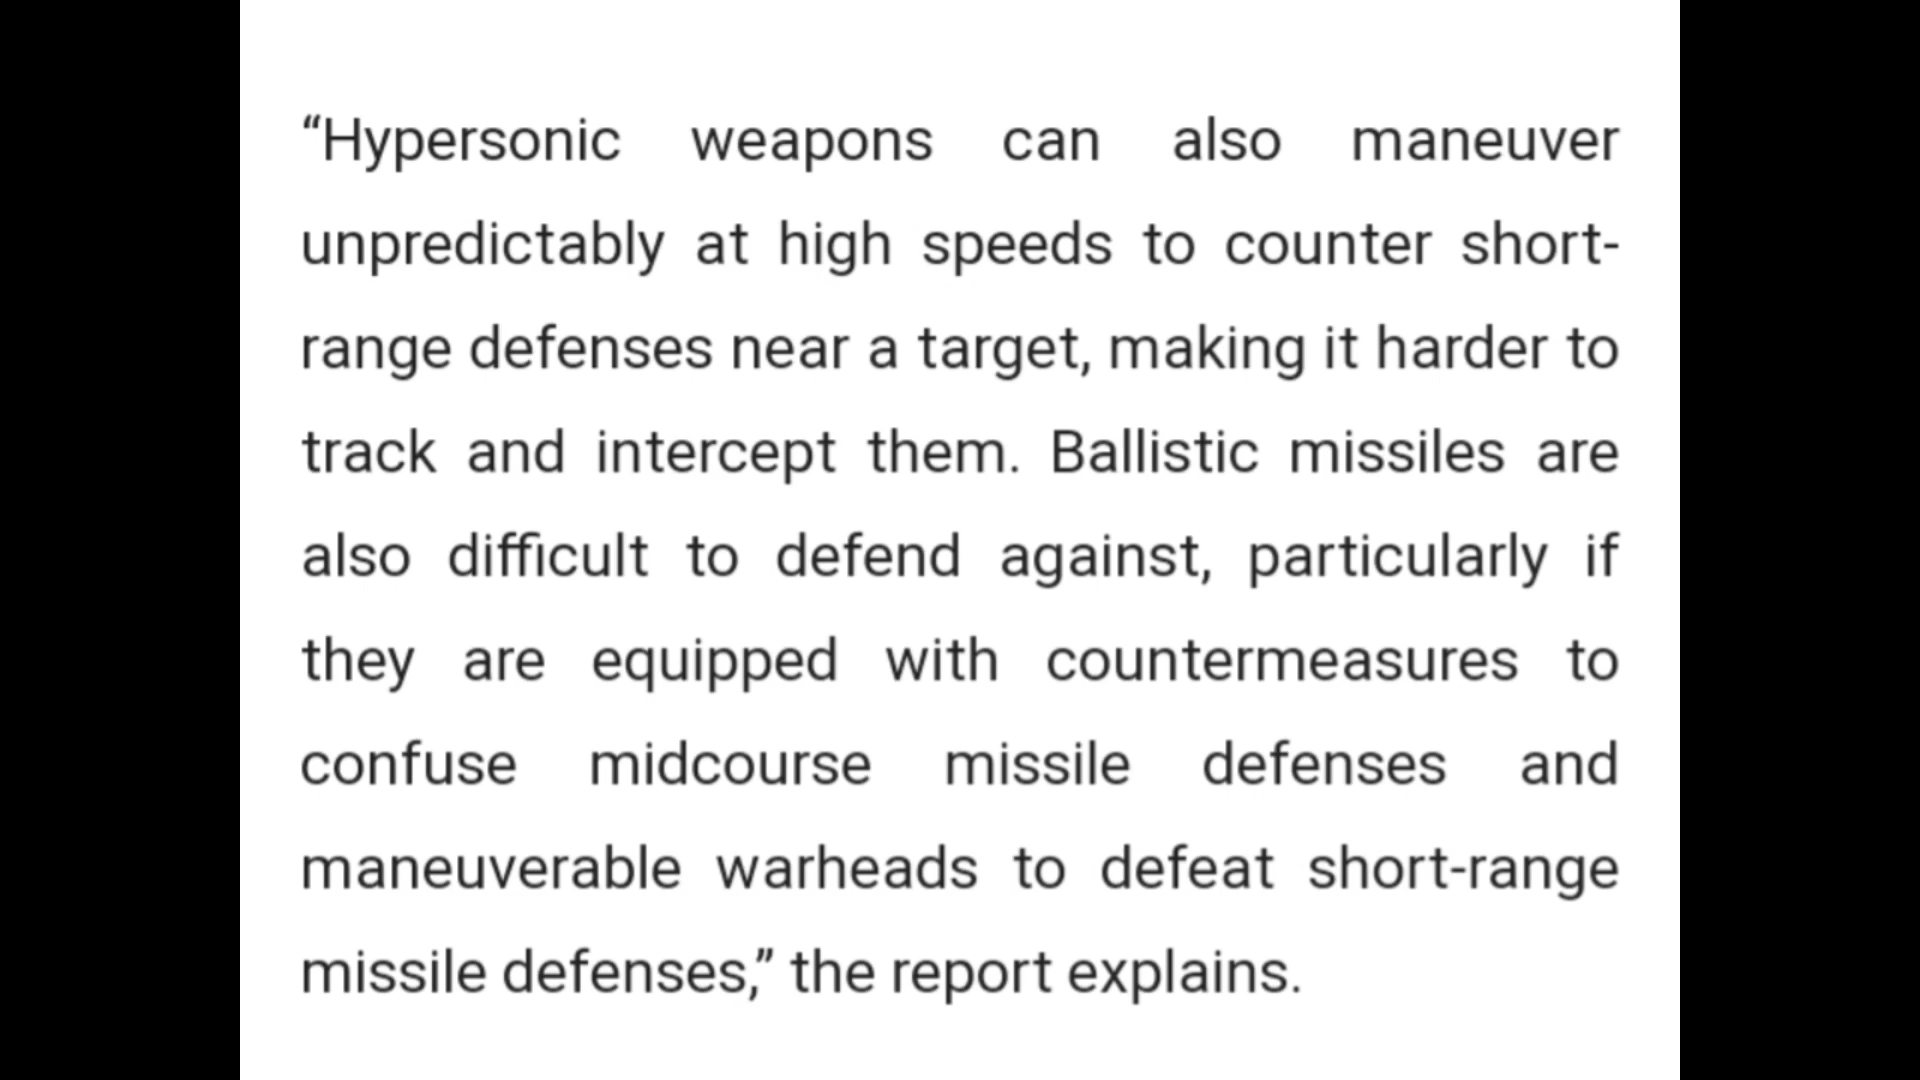 “Hypersonic weapons can also maneuver
unpredictably at high speeds to counter short-
range defenses near a target, making it harder to
track and intercept them. Ballistic missiles are
also difficult to defend against, particularly if
they are equipped with countermeasures to
confuse midcourse missile defenses and
maneuverable warheads to defeat short-range
missile defenses,” the report explains.